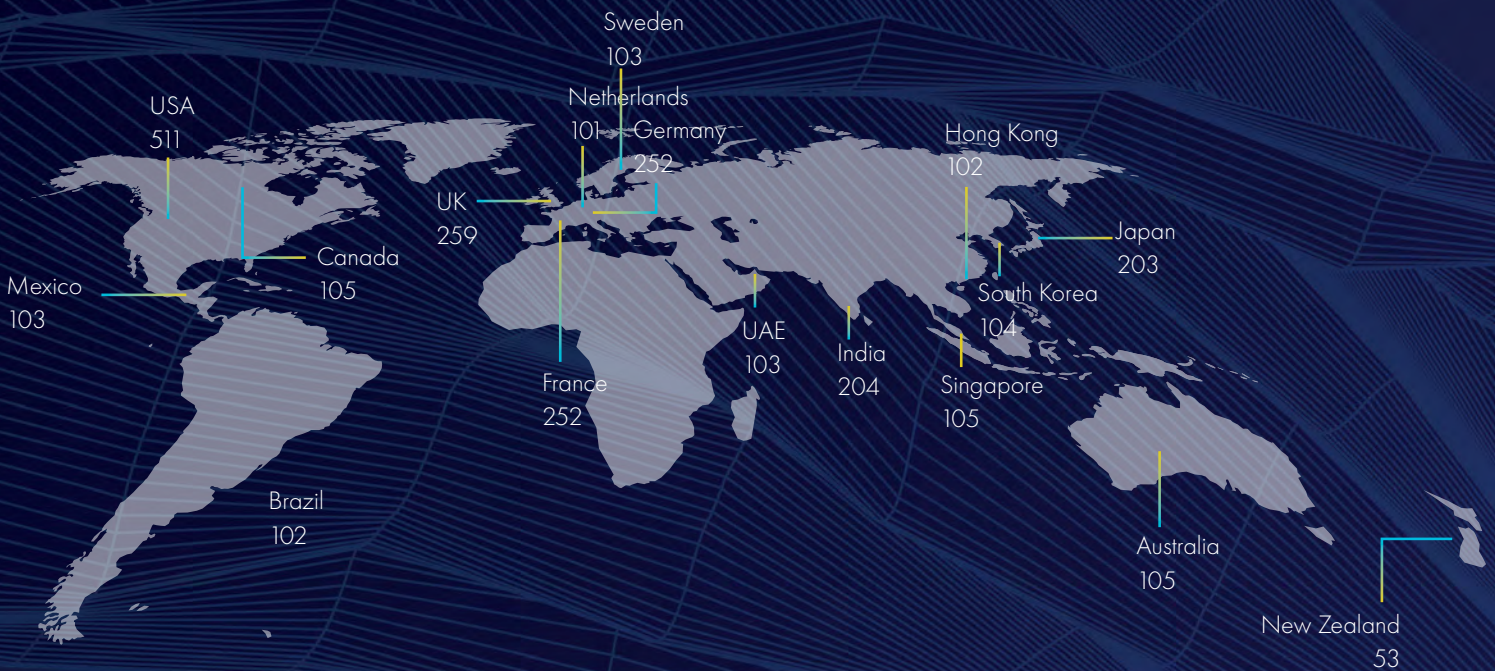 Sweden
103
Netherlands
101
USA
511
Germany
252
Hong Kong
102
UK
259
Japan
203
Canada
105
Mexico
103
South Korea
104
UAE
103
India
204
France
252
Singapore
105
Brazil
102
Australia
105
New Zealand
53